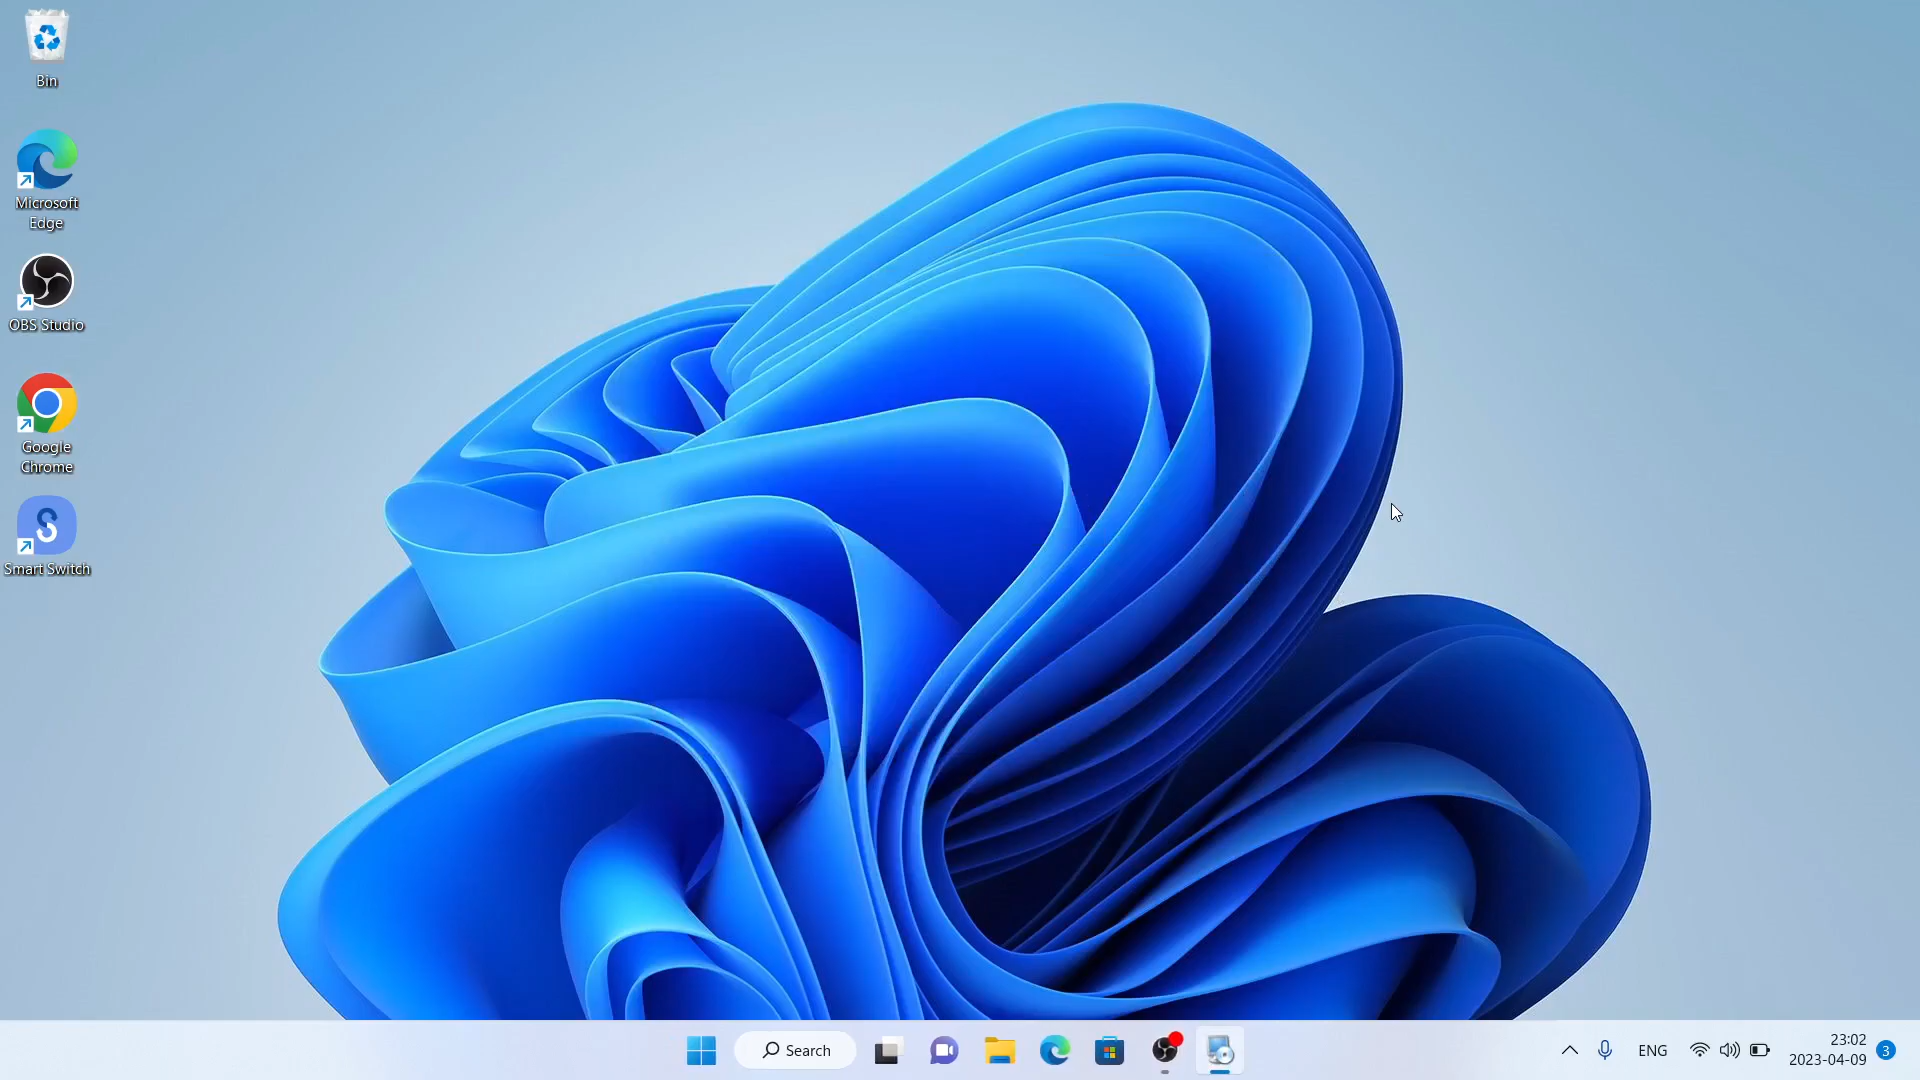 Bin
Microsoft
Edge
OBS Studio
Google
Chrome
Smart Switch
Search
ENG
23:02
2023-04-09
3